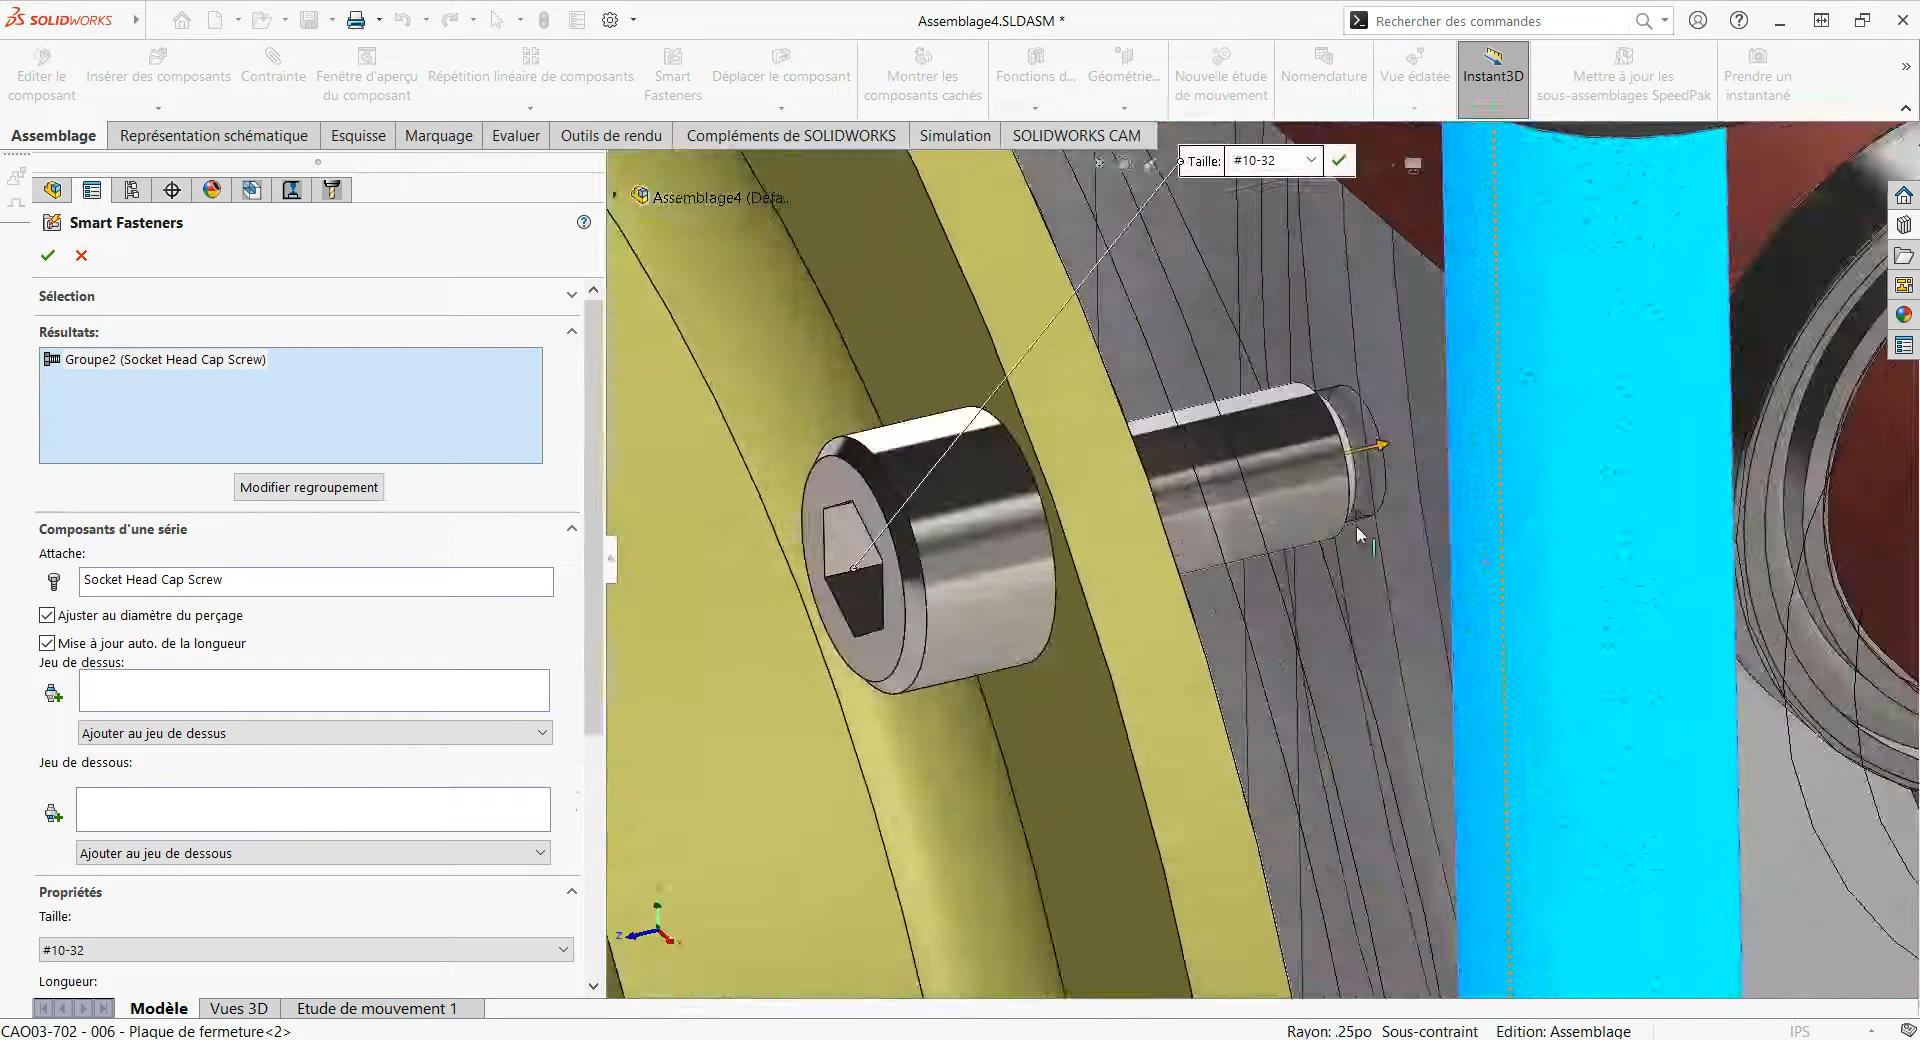 SOLIDWORKS
Assemblage4.SLDASM *
Rechercher des commandes
Editer le composant
Insérer des composants
Contrainte
Fenêtre d'aperçu du composant
Répétition linéaire de composants
Smart Fasteners
Déplacer le composant
Montrer les composants cachés
Fonctions d...
Géométrie...
Nouvelle étude de mouvement
Nomenclature
Vue éclatée
Instant3D
Mettre à jour les sous-assemblages SpeedPak
Prendre un instantané
Assemblage
Représentation schématique
Esquisse
Marquage
Evaluer
Outils de rendu
Compléments de SOLIDWORKS
Simulation
SOLIDWORKS CAM
Taille: #10-32
Assemblage4 (Défa...
Smart Fasteners
Sélection
Résultats:
Groupe2 (Socket Head Cap Screw)
Modifier regroupement
Composants d'une série
Attache:
Socket Head Cap Screw
Ajuster au diamètre du perçage
Mise à jour auto. de la longueur
Jeu de dessus:
Ajouter au jeu de dessus
Jeu de dessous:
Ajouter au jeu de dessous
Propriétés
Taille:
#10-32
Longueur:
Z
Modèle
Vues 3D
Etude de mouvement 1
CAO03-702 - 006 - Plaque de fermeture<2>
Rayon: .25po Sous-contraint Edition: Assemblage
IPS